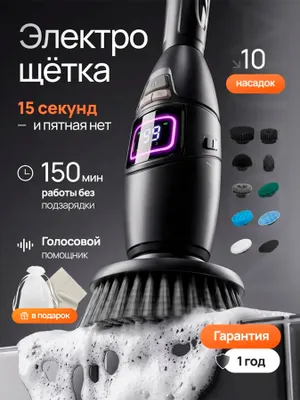 Электро
щётка
10
насадок
15 секунд
— и пятная нет
150 мин
работы без
подзарядки
98
Голосовой
помощник
в подарок
Гарантия
1 год